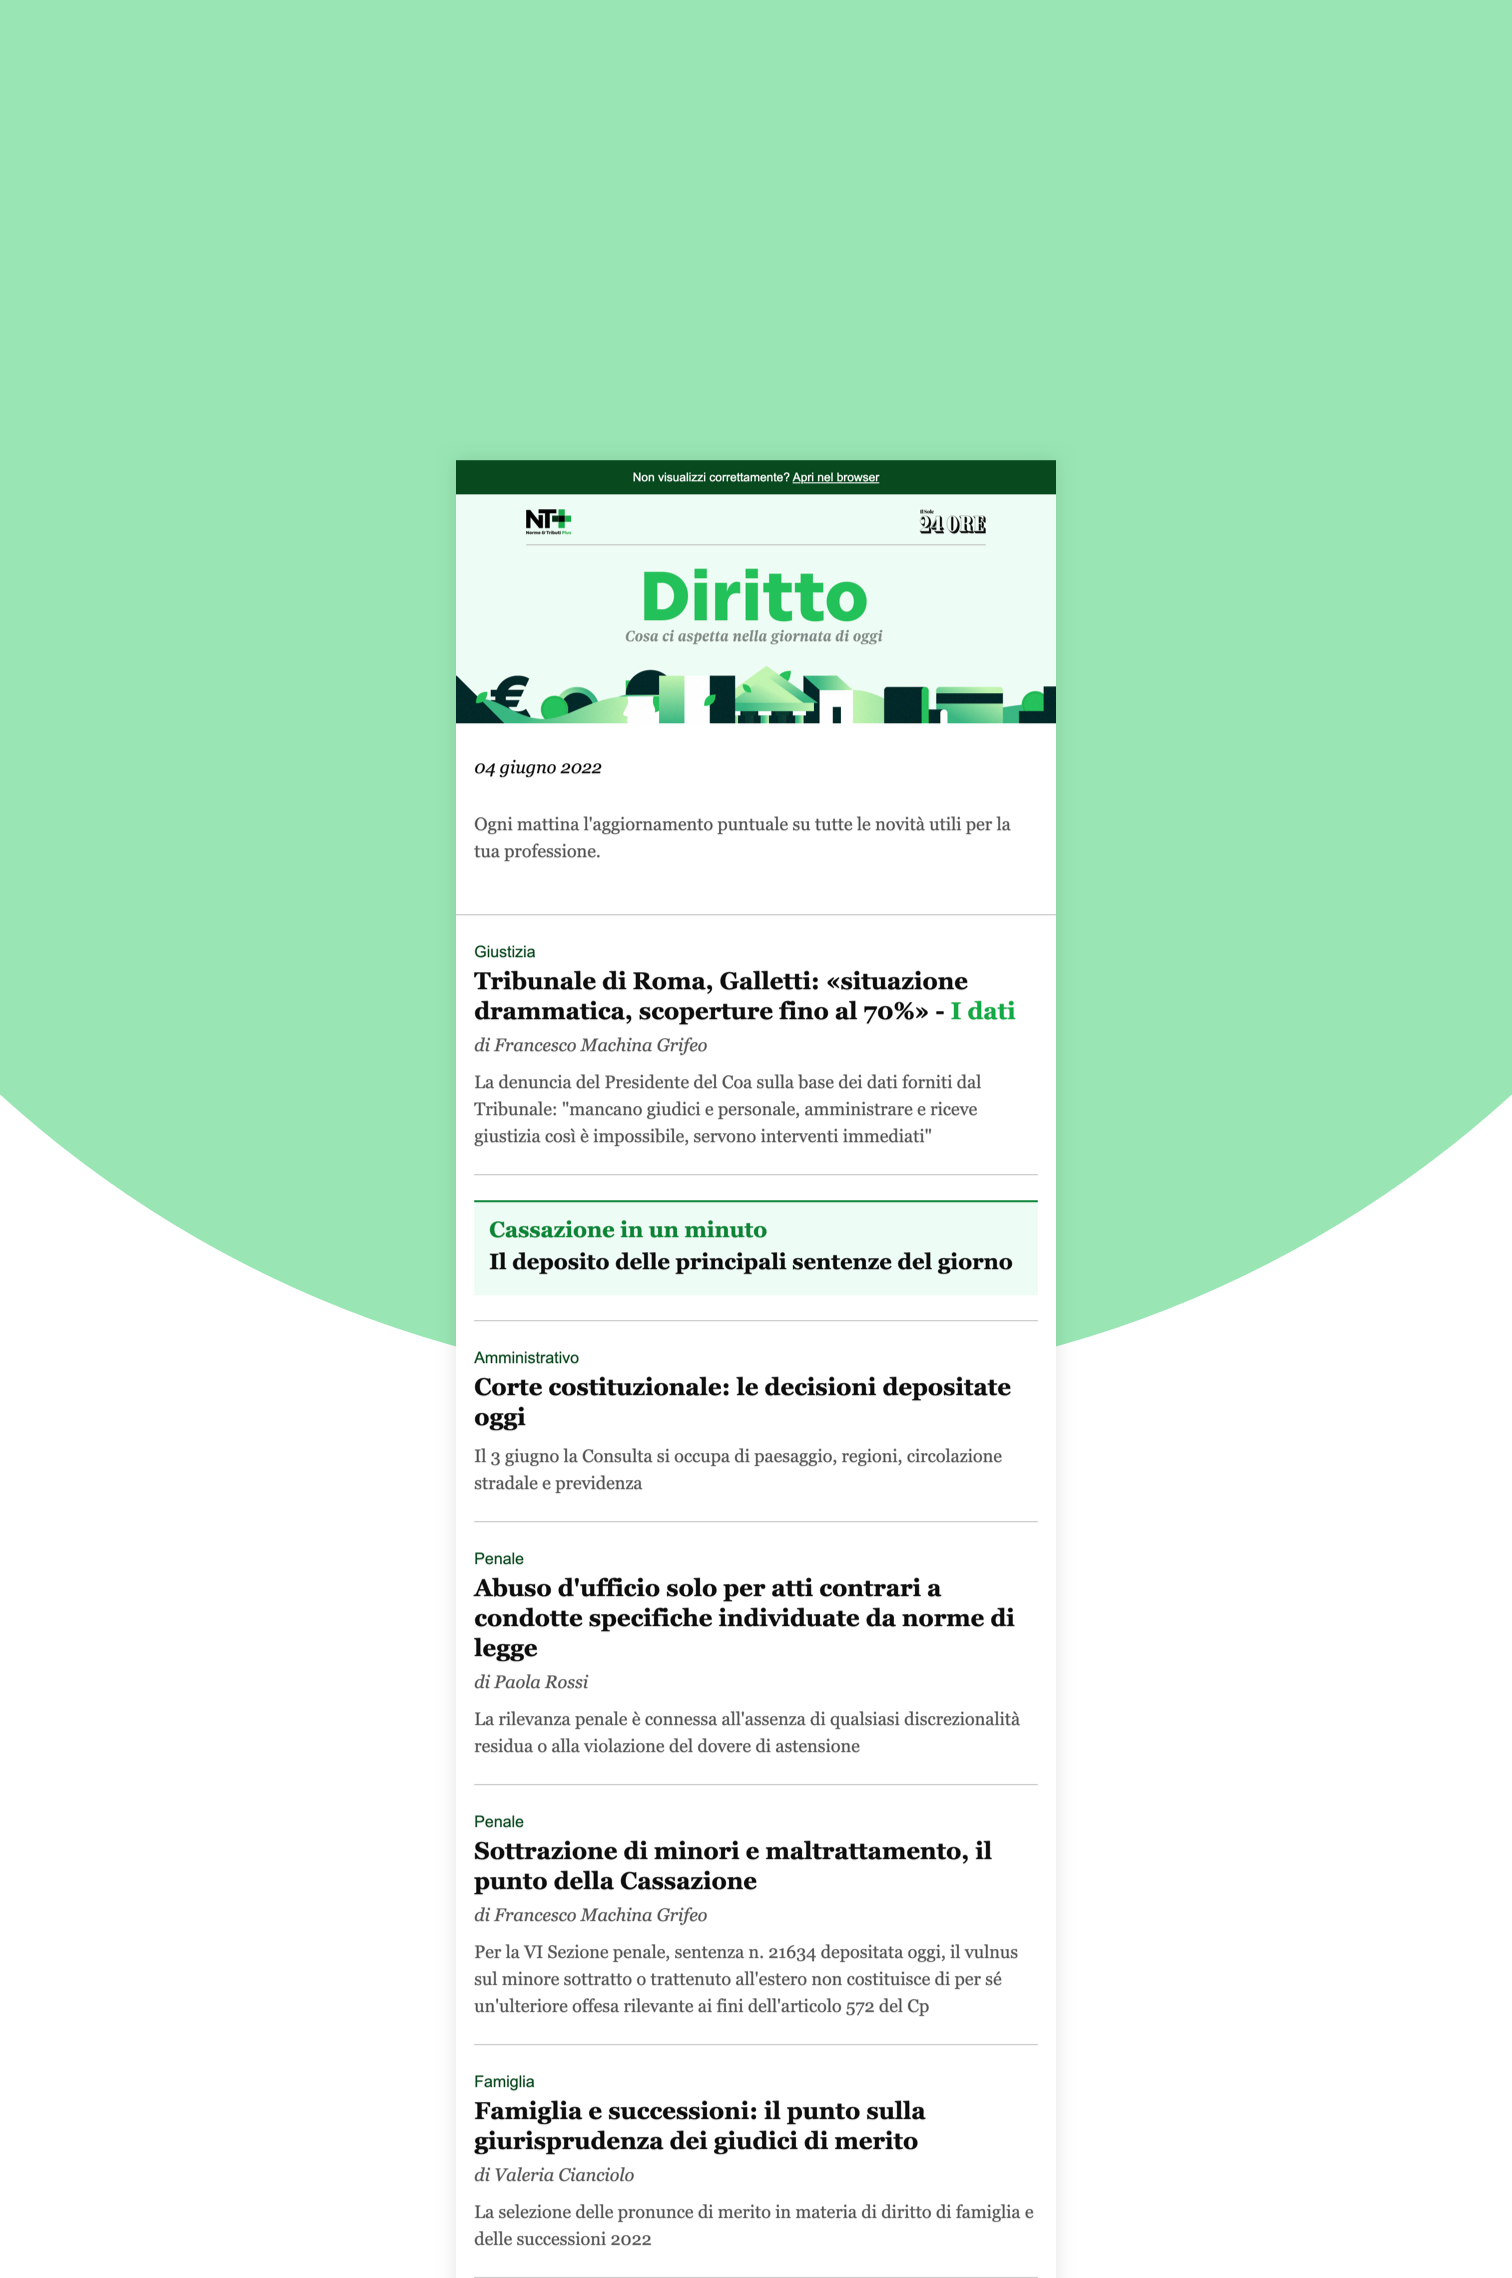 Non visualizzi correttamente? Apri nel browser
NT+
Norme & Tributi Plus
Il Sole
24 ORE
Diritto
Cosa ci aspetta nella giornata di oggi
€
04 giugno 2022
Ogni mattina l'aggiornamento puntuale su tutte le novità utili per la
tua professione.
Giustizia
Tribunale di Roma, Galletti: «situazione
drammatica, scoperture fino al 70%» - I dati
di Francesco Machina Grifeo
La denuncia del Presidente del Coa sulla base dei dati forniti dal
Tribunale: "mancano giudici e personale, amministrare e riceve
giustizia così è impossibile, servono interventi immediati"
Cassazione in un minuto
Il deposito delle principali sentenze del giorno
Amministrativo
Corte costituzionale: le decisioni depositate
oggi
Il 3 giugno la Consulta si occupa di paesaggio, regioni, circolazione
stradale e previdenza
Penale
Abuso d'ufficio solo per atti contrari a
condotte specifiche individuate da norme di
legge
di Paola Rossi
La rilevanza penale è connessa all'assenza di qualsiasi discrezionalità
residua o alla violazione del dovere di astensione
Penale
Sottrazione di minori e maltrattamento, il
punto della Cassazione
di Francesco Machina Grifeo
Per la VI Sezione penale, sentenza n. 21634 depositata oggi, il vulnus
sul minore sottratto o trattenuto all'estero non costituisce di per sé
un'ulteriore offesa rilevante ai fini dell'articolo 572 del Cp
Famiglia
Famiglia e successioni: il punto sulla
giurisprudenza dei giudici di merito
di Valeria Cianciolo
La selezione delle pronunce di merito in materia di diritto di famiglia e
delle successioni 2022